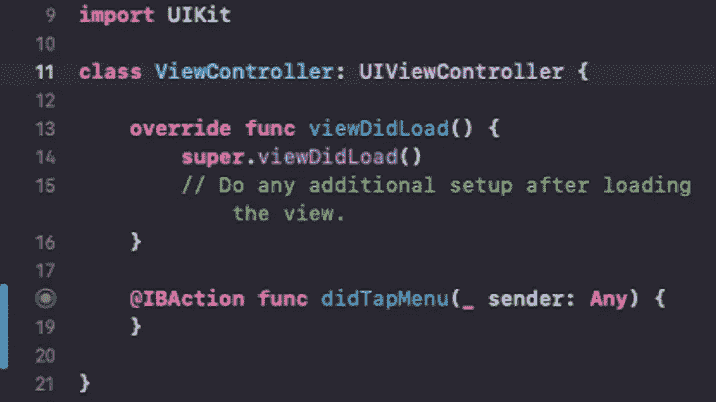 9 import UIKit
10
11 class ViewController: UIViewController {
12
13     override func viewDidLoad() {
14         super.viewDidLoad()
15         // Do any additional setup after loading
            the view.
16     }
17
    @IBAction func didTapMenu(_ sender: Any) {
19     }
20
21 }